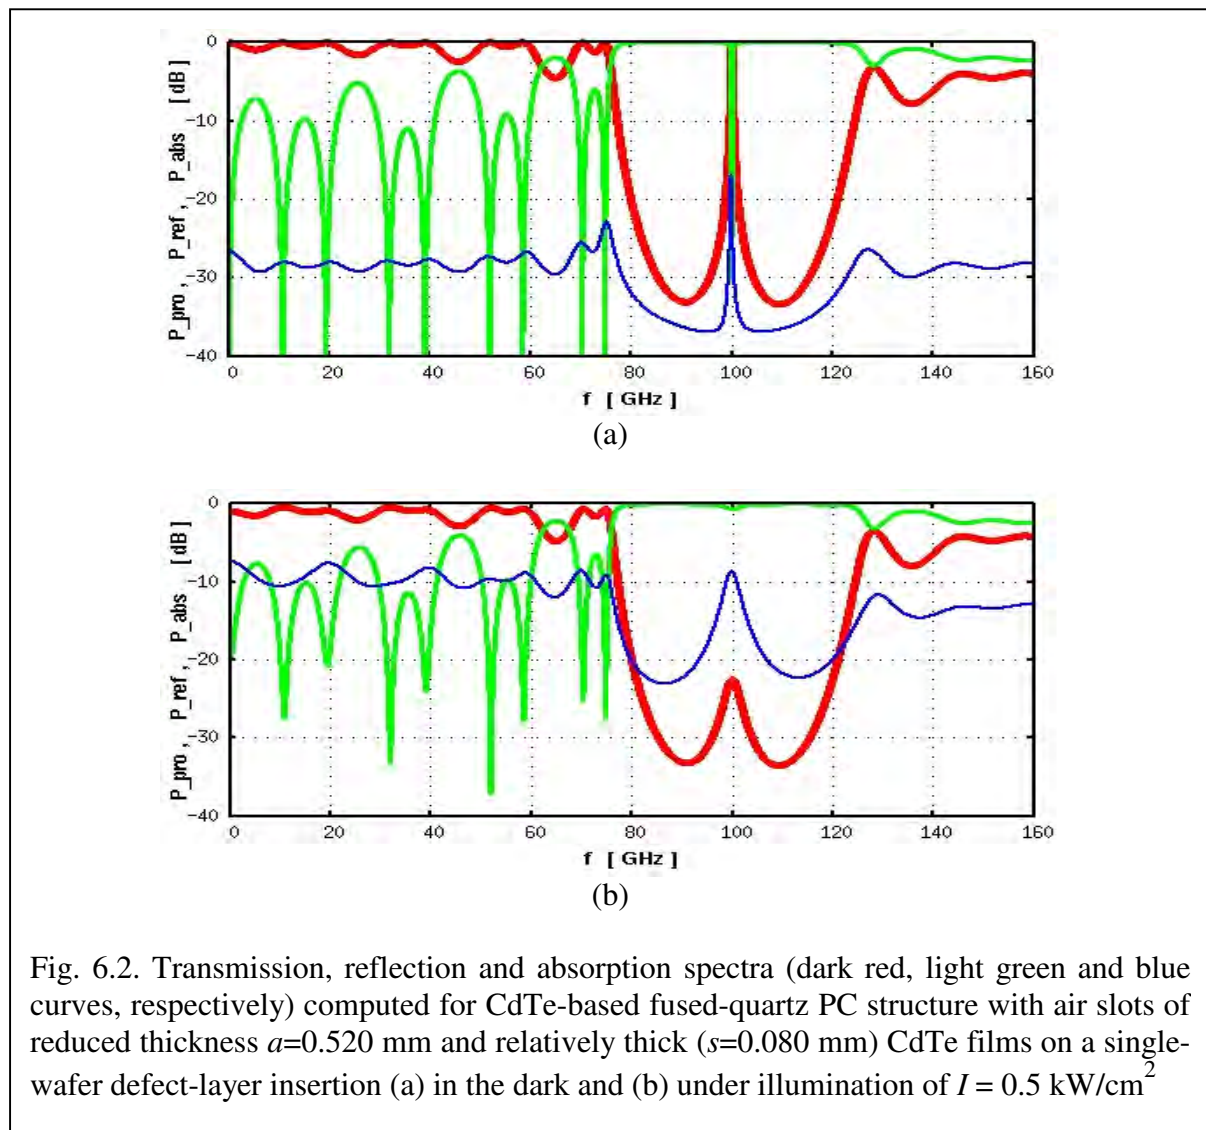 0
-10
-20
-30
-40
P_pro , P_ref , P_abs [dB]
0 20 40 60 80 100 120 140 160
f [ GHz ]
(a)
0
-10
-20
-30
-40
P_pro , P_ref , P_abs [dB]
0 20 40 60 80 100 120 140 160
f [ GHz ]
(b)
Fig. 6.2. Transmission, reflection and absorption spectra (dark red, light green and blue
curves, respectively) computed for CdTe-based fused-quartz PC structure with air slots of
reduced thickness a=0.520 mm and relatively thick (s=0.080 mm) CdTe films on a single-
wafer defect-layer insertion (a) in the dark and (b) under illumination of I = 0.5 kW/cm²